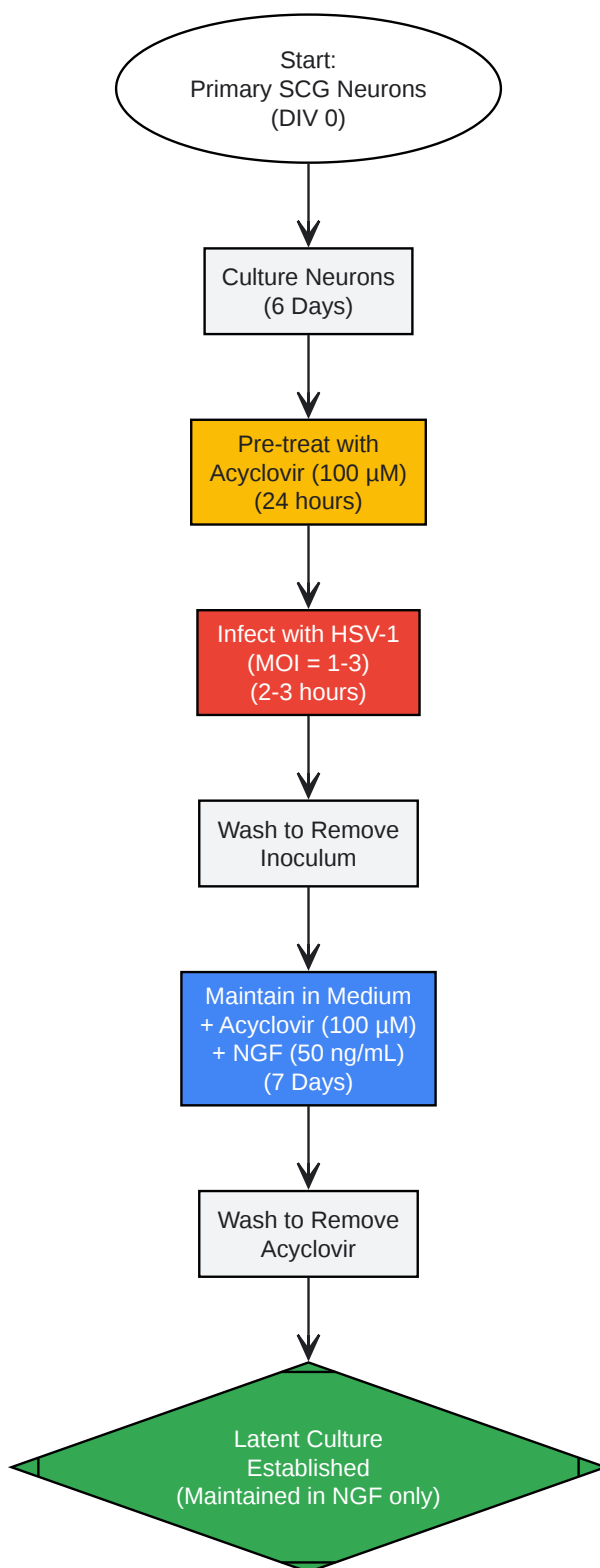 Start:
Primary SCG Neurons
(DIV 0)
Culture Neurons
(6 Days)
Pre-treat with
Acyclovir (100 µM)
(24 hours)
Infect with HSV-1
(MOI = 1-3)
(2-3 hours)
Wash to Remove
Inoculum
Maintain in Medium
+ Acyclovir (100 µM)
+ NGF (50 ng/mL)
(7 Days)
Wash to Remove
Acyclovir
Latent Culture
Established
(Maintained in NGF only)